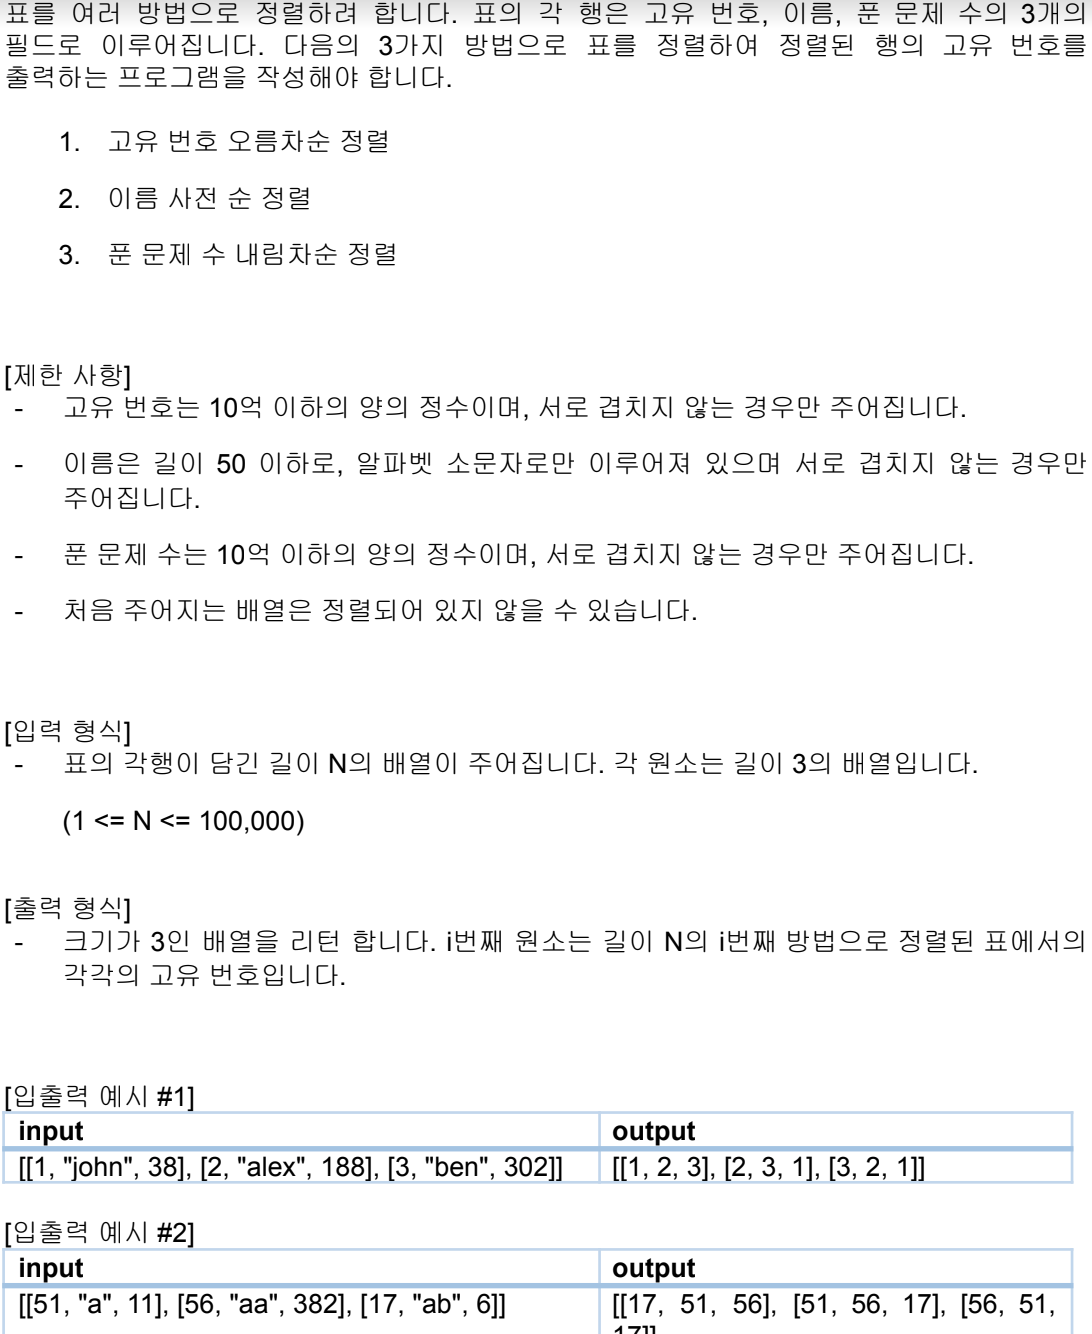 표를 여러 방법으로 정렬하려 합니다. 표의 각 행은 고유 번호, 이름, 푼 문제 수의 3개의
필드로 이루어집니다. 다음의 3가지 방법으로 표를 정렬하여 정렬된 행의 고유 번호를
출력하는 프로그램을 작성해야 합니다.
1. 고유 번호 오름차순 정렬
2. 이름 사전 순 정렬
3. 푼 문제 수 내림차순 정렬
[제한 사항]
- 고유 번호는 10억 이하의 양의 정수이며, 서로 겹치지 않는 경우만 주어집니다.
- 이름은 길이 50 이하로, 알파벳 소문자로만 이루어져 있으며 서로 겹치지 않는 경우만
주어집니다.
- 푼 문제 수는 10억 이하의 양의 정수이며, 서로 겹치지 않는 경우만 주어집니다.
- 처음 주어지는 배열은 정렬되어 있지 않을 수 있습니다.
[입력 형식]
- 표의 각행이 담긴 길이 N의 배열이 주어집니다. 각 원소는 길이 3의 배열입니다.
(1 <= N <= 100,000)
[출력 형식]
- 크기가 3인 배열을 리턴 합니다. i번째 원소는 길이 N의 i번째 방법으로 정렬된 표에서의
각각의 고유 번호입니다.
[입출력 예시 #1]
input output
[[1, "john", 38], [2, "alex", 188], [3, "ben", 302]] [[1, 2, 3], [2, 3, 1], [3, 2, 1]]
[입출력 예시 #2]
input output
[[51, "a", 11], [56, "aa", 382], [17, "ab", 6]] [[17, 51, 56], [51, 56, 17], [56, 51,
17]]